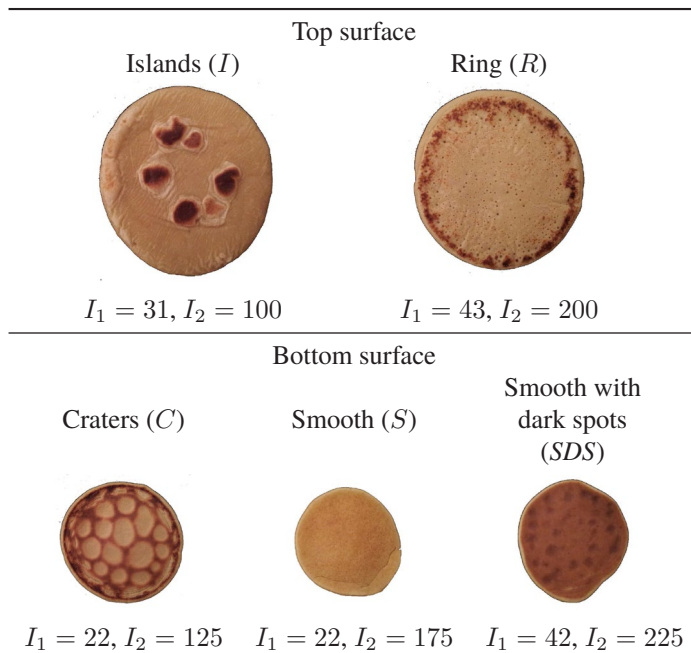 Top surface
Islands (I)
Ring (R)
I₁ = 31, I₂ = 100
I₁ = 43, I₂ = 200
Bottom surface
Craters (C)
Smooth (S)
Smooth with
dark spots
(SDS)
I₁ = 22, I₂ = 125
I₁ = 22, I₂ = 175
I₁ = 42, I₂ = 225